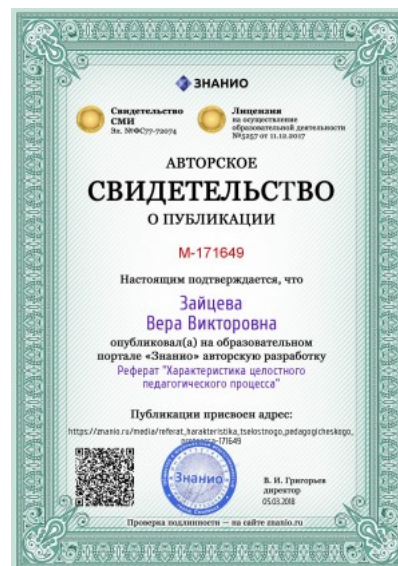 ЗНАНИО
Свидетельство
СМИ
Эл. №ФС77-72074
Лицензия
на осуществление
образовательной деятельности
№5257 от 11.12.2017
АВТОРСКОЕ
СВИДЕТЕЛЬСТВО
О ПУБЛИКАЦИИ
М-171649
Настоящим подтверждается, что
Зайцева
Вера Викторовна
опубликовал(а) на образовательном
портале «Знанио» авторскую разработку
Реферат "Характеристика целостного
педагогического процесса"
Публикации присвоен адрес:
https://znanio.ru/media/referat_harakteristika_tselostnogo_pedagogicheskogo_
protsessa-171649
Знанио
В. И. Григорьев
директор
05.03.2018
Проверка подлинности — на сайте znanio.ru